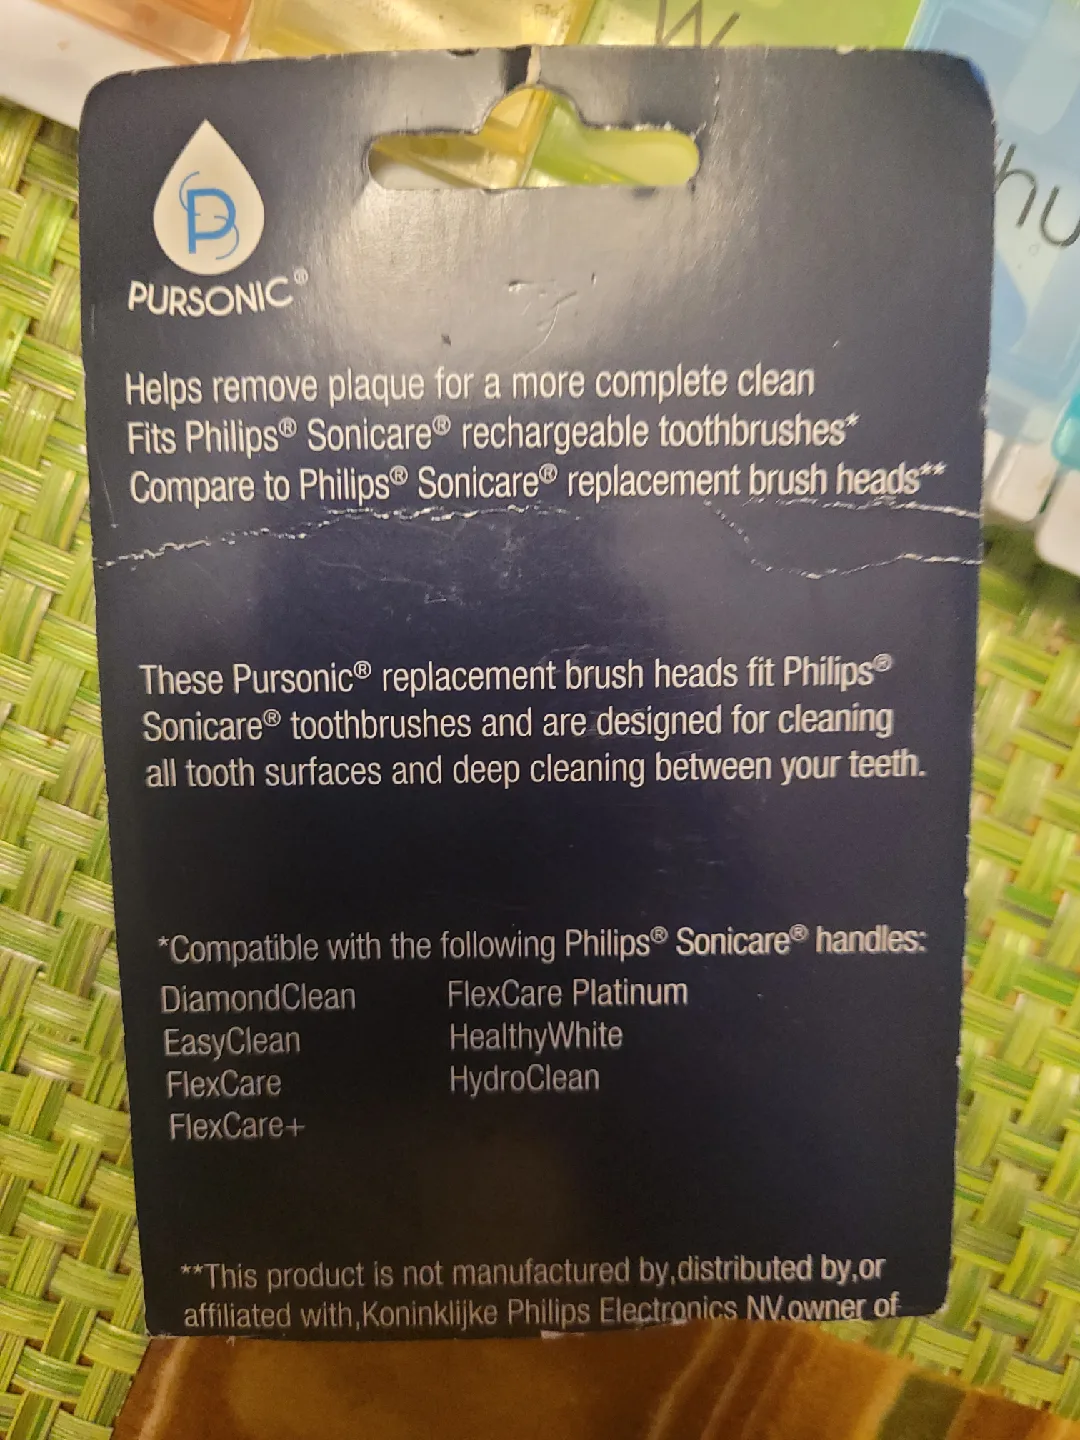 W
hu
P
PURSONIC®
Helps remove plaque for a more complete clean
Fits Philips® Sonicare® rechargeable toothbrushes*
Compare to Philips® Sonicare® replacement brush heads**
These Pursonic® replacement brush heads fit Philips®
Sonicare® toothbrushes and are designed for cleaning
all tooth surfaces and deep cleaning between your teeth.
*Compatible with the following Philips® Sonicare® handles:
DiamondClean
EasyClean
FlexCare
FlexCare+
FlexCare Platinum
HealthyWhite
HydroClean
**This product is not manufactured by,distributed by,or
affiliated with,Koninklijke Philips Electronics NV.owner of